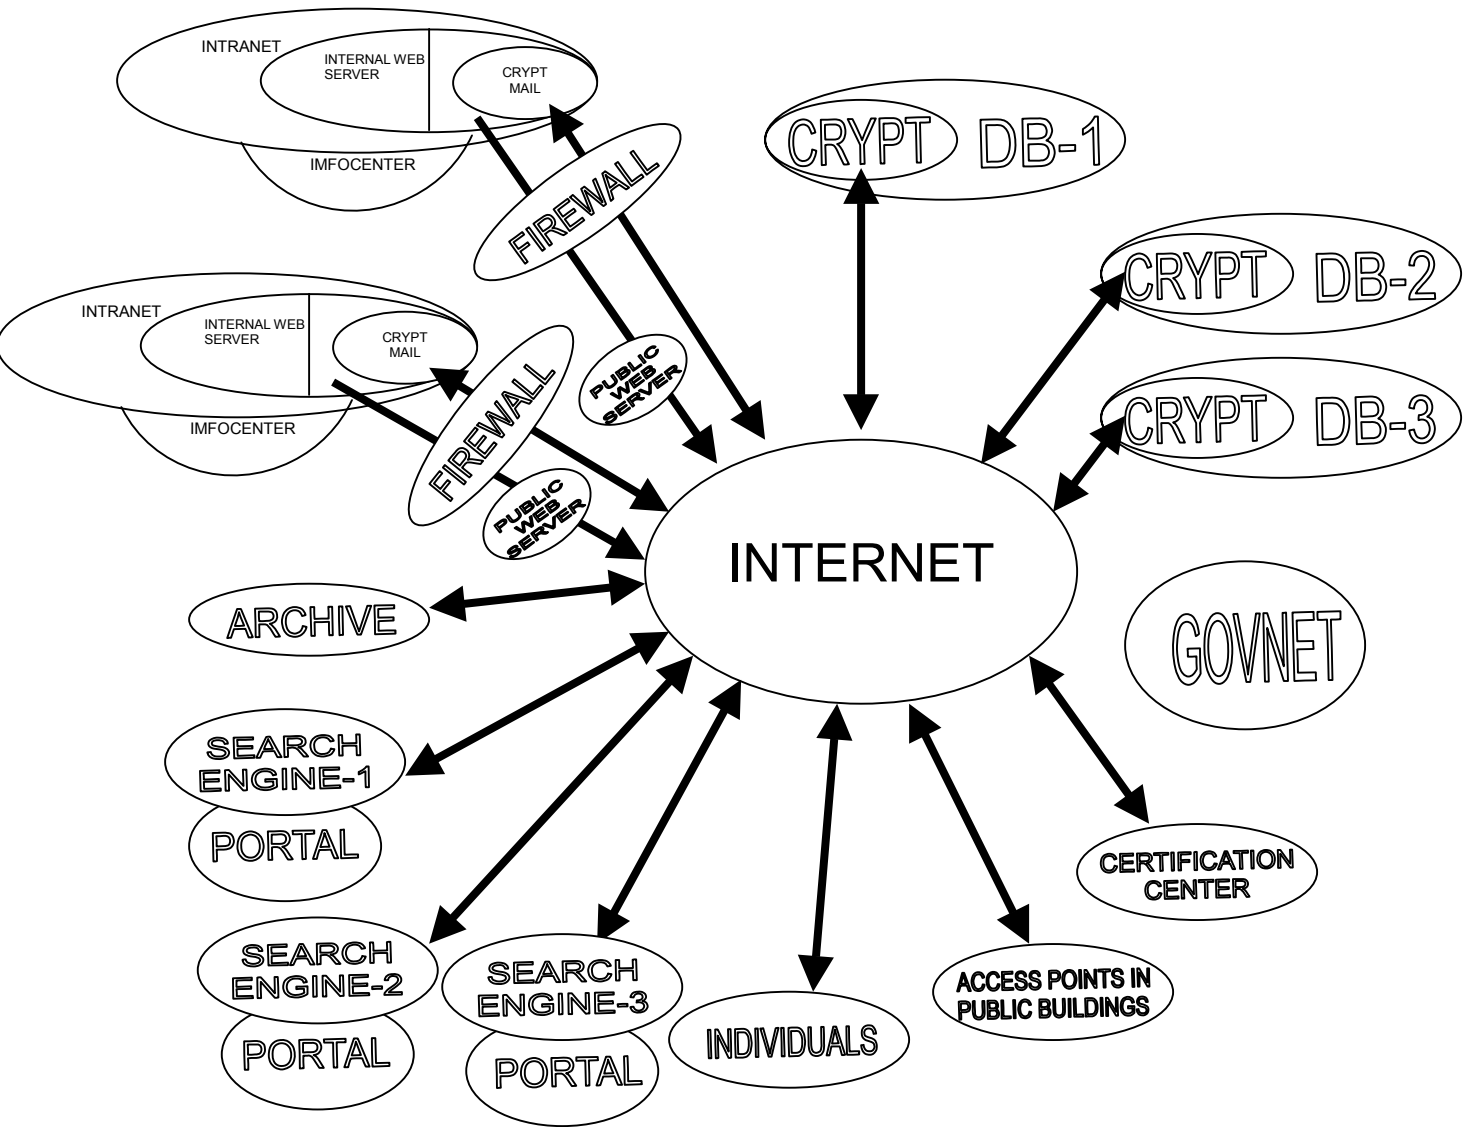 INTRANET
INTERNAL WEB
SERVER
CRYPT
MAIL
IMFOCENTER
FIREWALL
PUBLIC
WEB
SERVER
CRYPT
DB-1
CRYPT
DB-2
CRYPT
DB-3
INTRANET
INTERNAL WEB
SERVER
CRYPT
MAIL
IMFOCENTER
FIREWALL
PUBLIC
WEB
SERVER
INTERNET
ARCHIVE
GOVNET
SEARCH
ENGINE-1
PORTAL
SEARCH
ENGINE-2
PORTAL
SEARCH
ENGINE-3
PORTAL
INDIVIDUALS
ACCESS POINTS IN
PUBLIC BUILDINGS
CERTIFICATION
CENTER